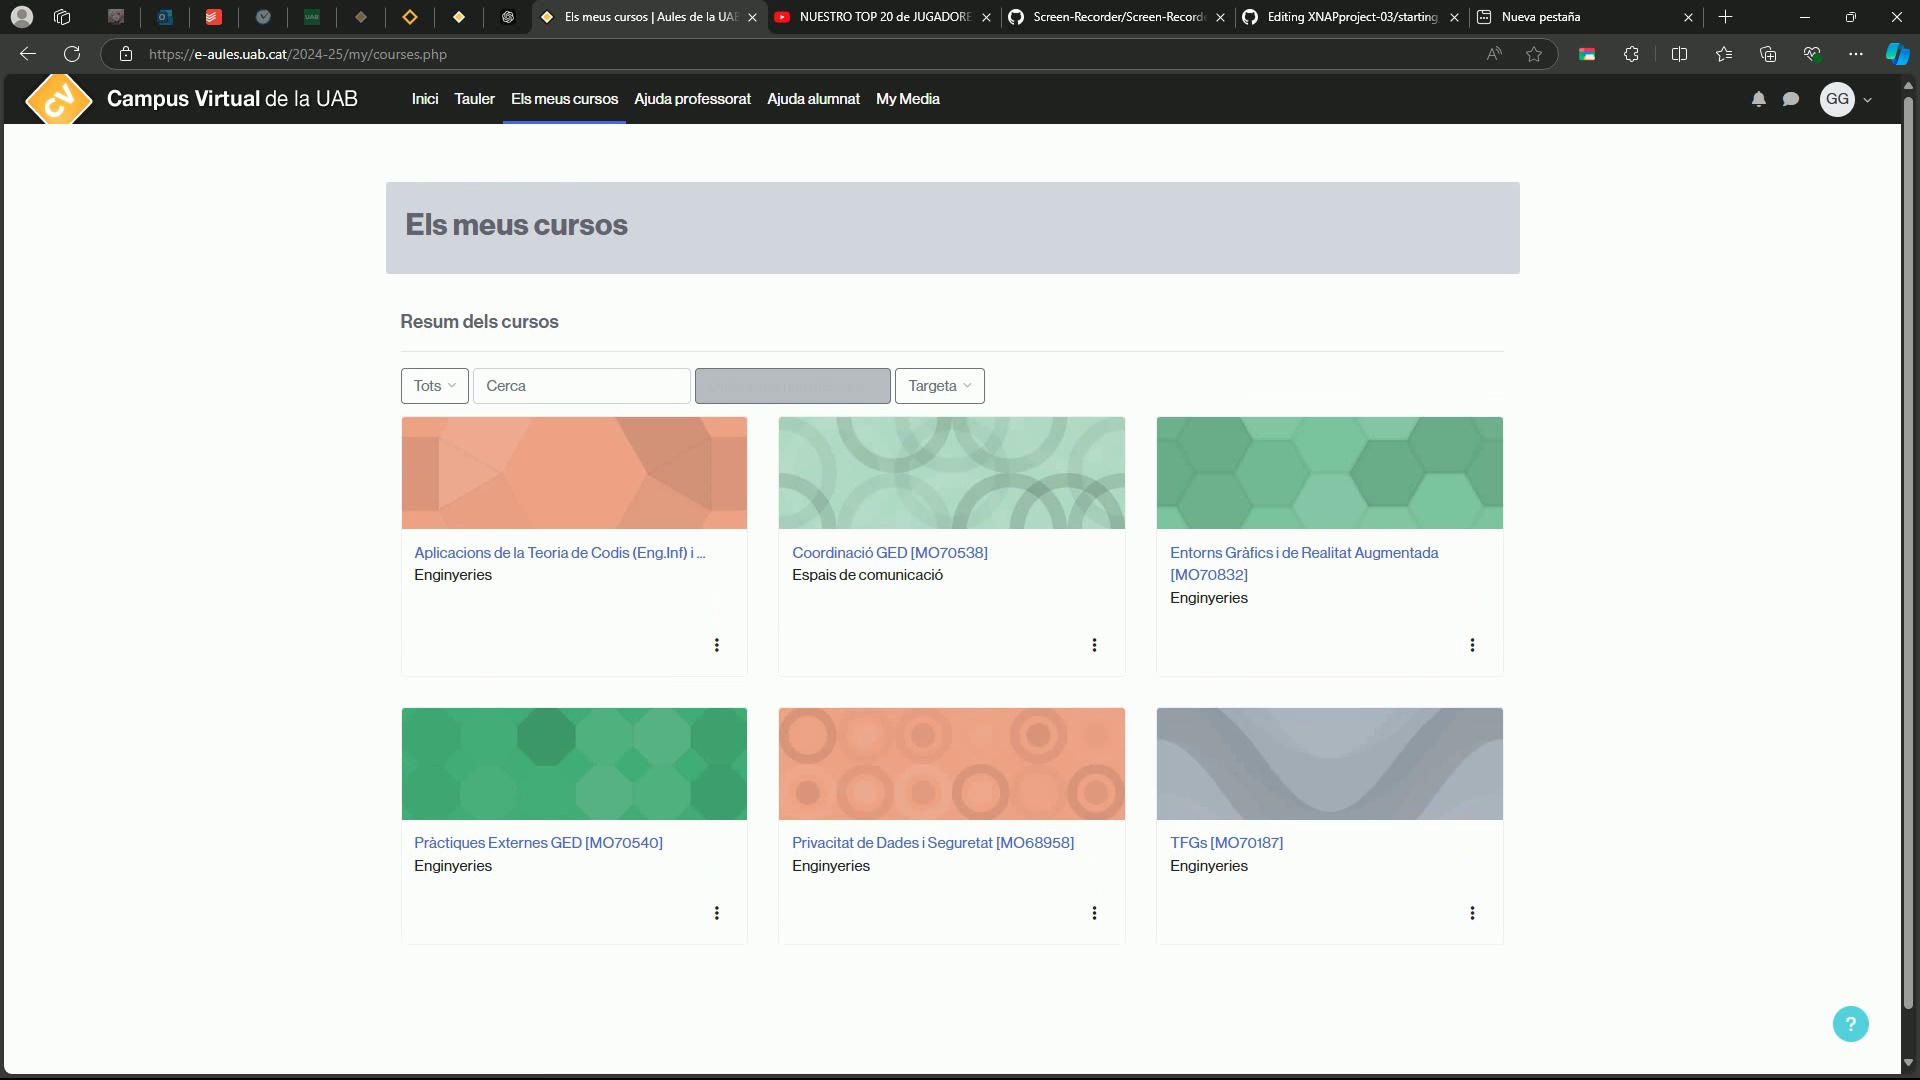 Els meus cursos | Aules de la UAB
NUESTRO TOP 20 de JUGADORE
Screen-Recorder/Screen-Recorde
Editing XNAPproject-03/starting
Nueva pestaña
https://e-aules.uab.cat/2024-25/my/courses.php
CV
Campus Virtual de la UAB
Inici
Tauler
Els meus cursos
Ajuda professorat
Ajuda alumnat
My Media
GG
Els meus cursos
Resum dels cursos
Tots
Cerca
Targeta
Aplicacions de la Teoria de Codis (Eng.Inf) i ...
Enginyeries
Coordinació GED [MO70538]
Espais de comunicació
Entorns Gràfics i de Realitat Augmentada
[MO70832]
Enginyeries
Pràctiques Externes GED [MO70540]
Enginyeries
Privacitat de Dades i Seguretat [MO68958]
Enginyeries
TFGs [MO70187]
Enginyeries
?